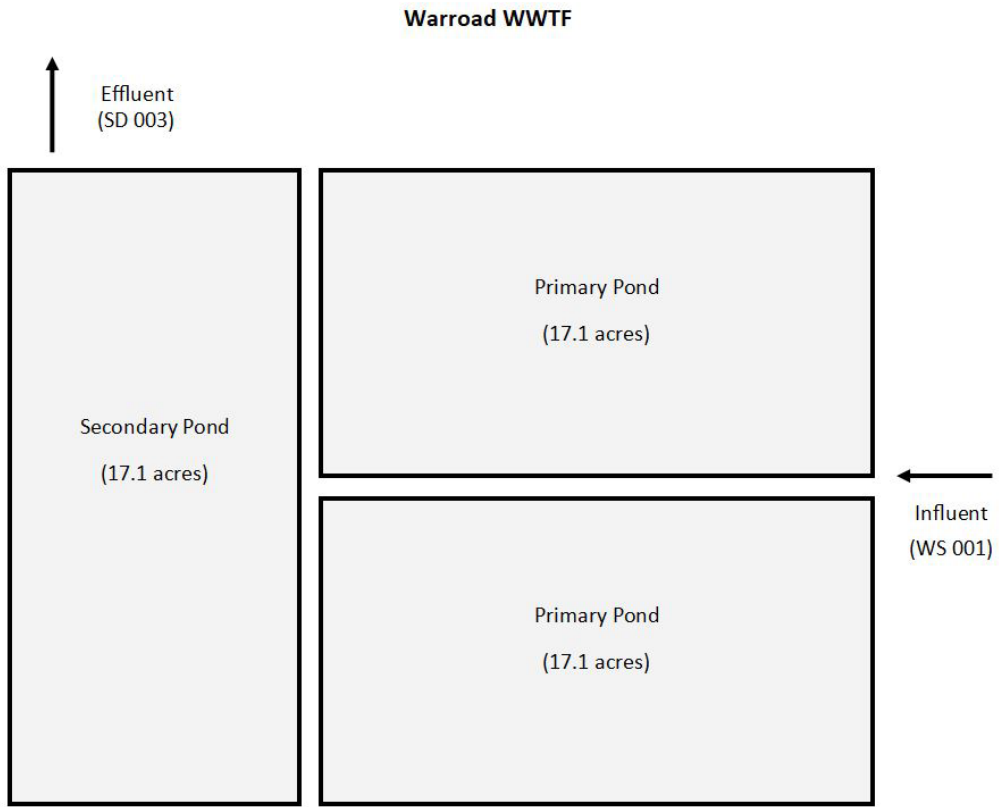 Warroad WWTF
Effluent
(SD 003)
Primary Pond
(17.1 acres)
Secondary Pond
(17.1 acres)
Influent
(WS 001)
Primary Pond
(17.1 acres)